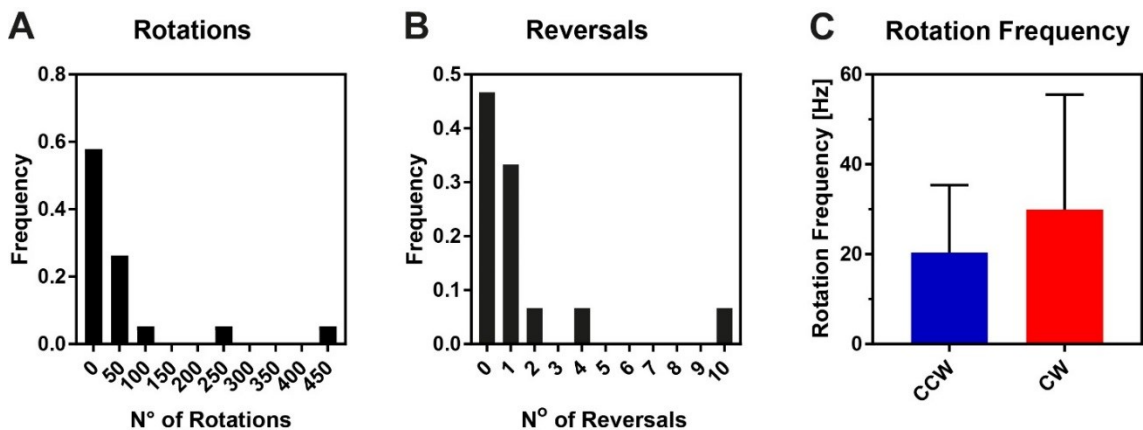 A
Rotations
Frequency
0.8
0.6
0.4
0.2
0.0
0
50
100
150
200
250
300
350
400
450
N° of Rotations
B
Reversals
Frequency
0.5
0.4
0.3
0.2
0.1
0.0
0
1
2
3
4
5
6
7
8
9
10
Nº of Reversals
C
Rotation Frequency
Rotation Frequency [Hz]
60
40
20
0
CCW
CW